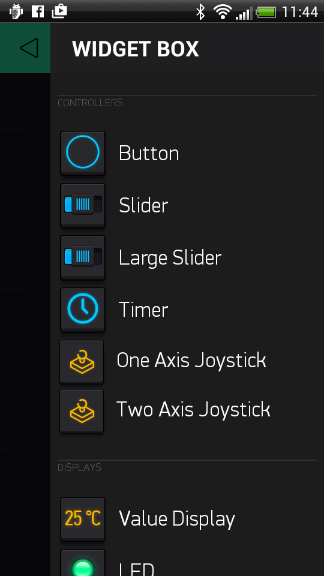 11:44
WIDGET BOX
CONTROLLERS
Button
Slider
Large Slider
Timer
One Axis Joystick
Two Axis Joystick
DISPLAYS
25 °C
Value Display
LED